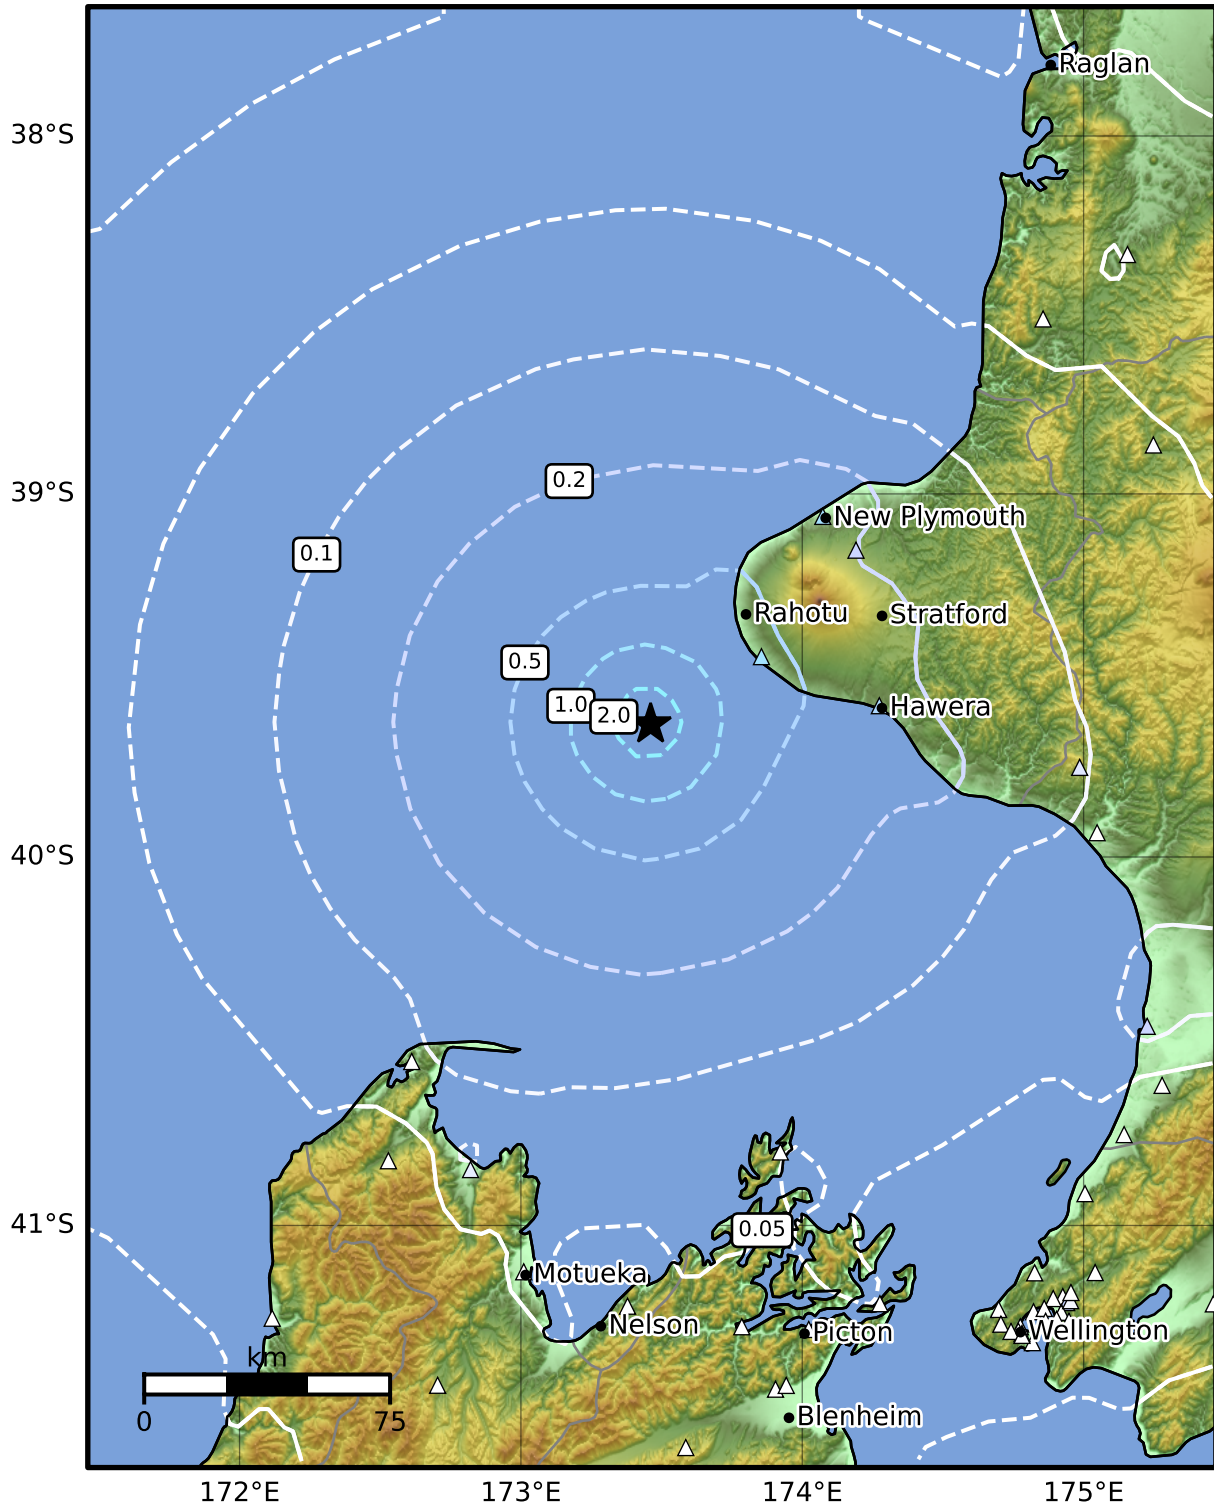 Raglan
38°S
0.2
39°S
New Plymouth
0.1
Rahotu
Stratford
0.5
1.0
2.0
Hawera
40°S
41°S
0.05
Motueka
Nelson
Picton
Wellington
km
0
75
Blenheim
172°E
173°E
174°E
175°E